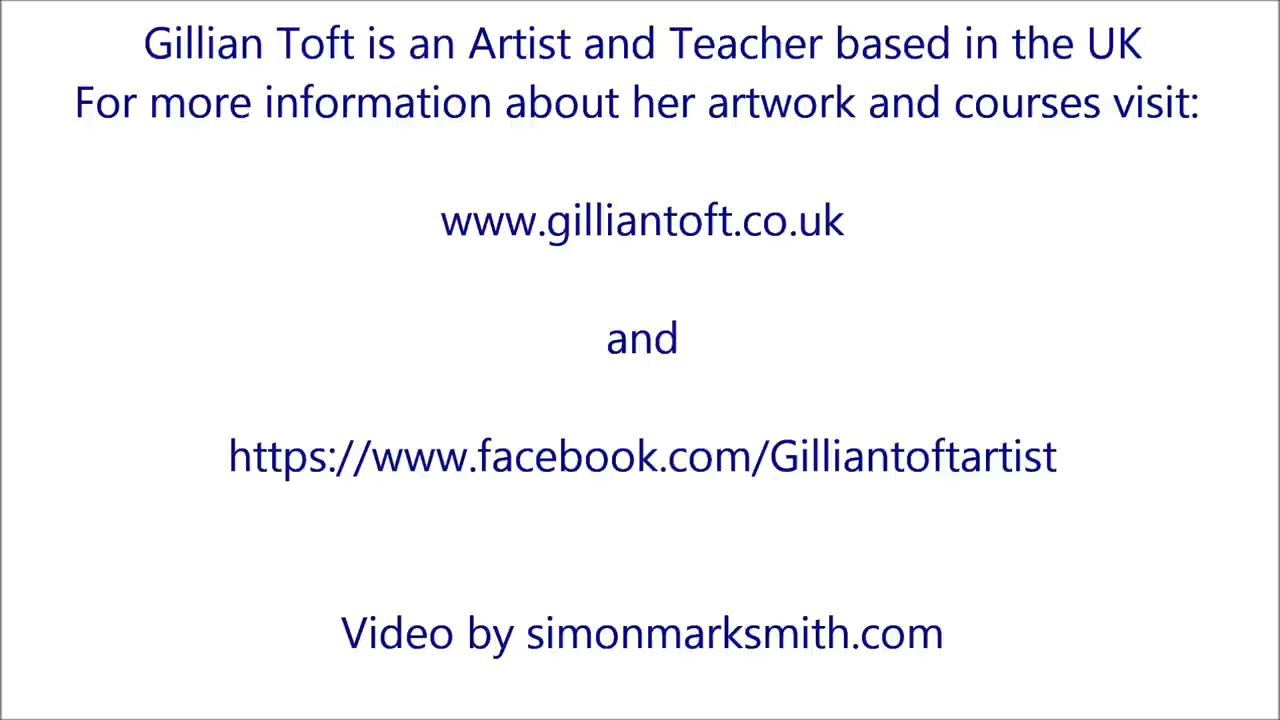 Gillian Toft is an Artist and Teacher based in the UK
For more information about her artwork and courses visit:
www.gilliantoft.co.uk
and
https://www.facebook.com/Gilliantoftartist
Video by simonmarksmith.com